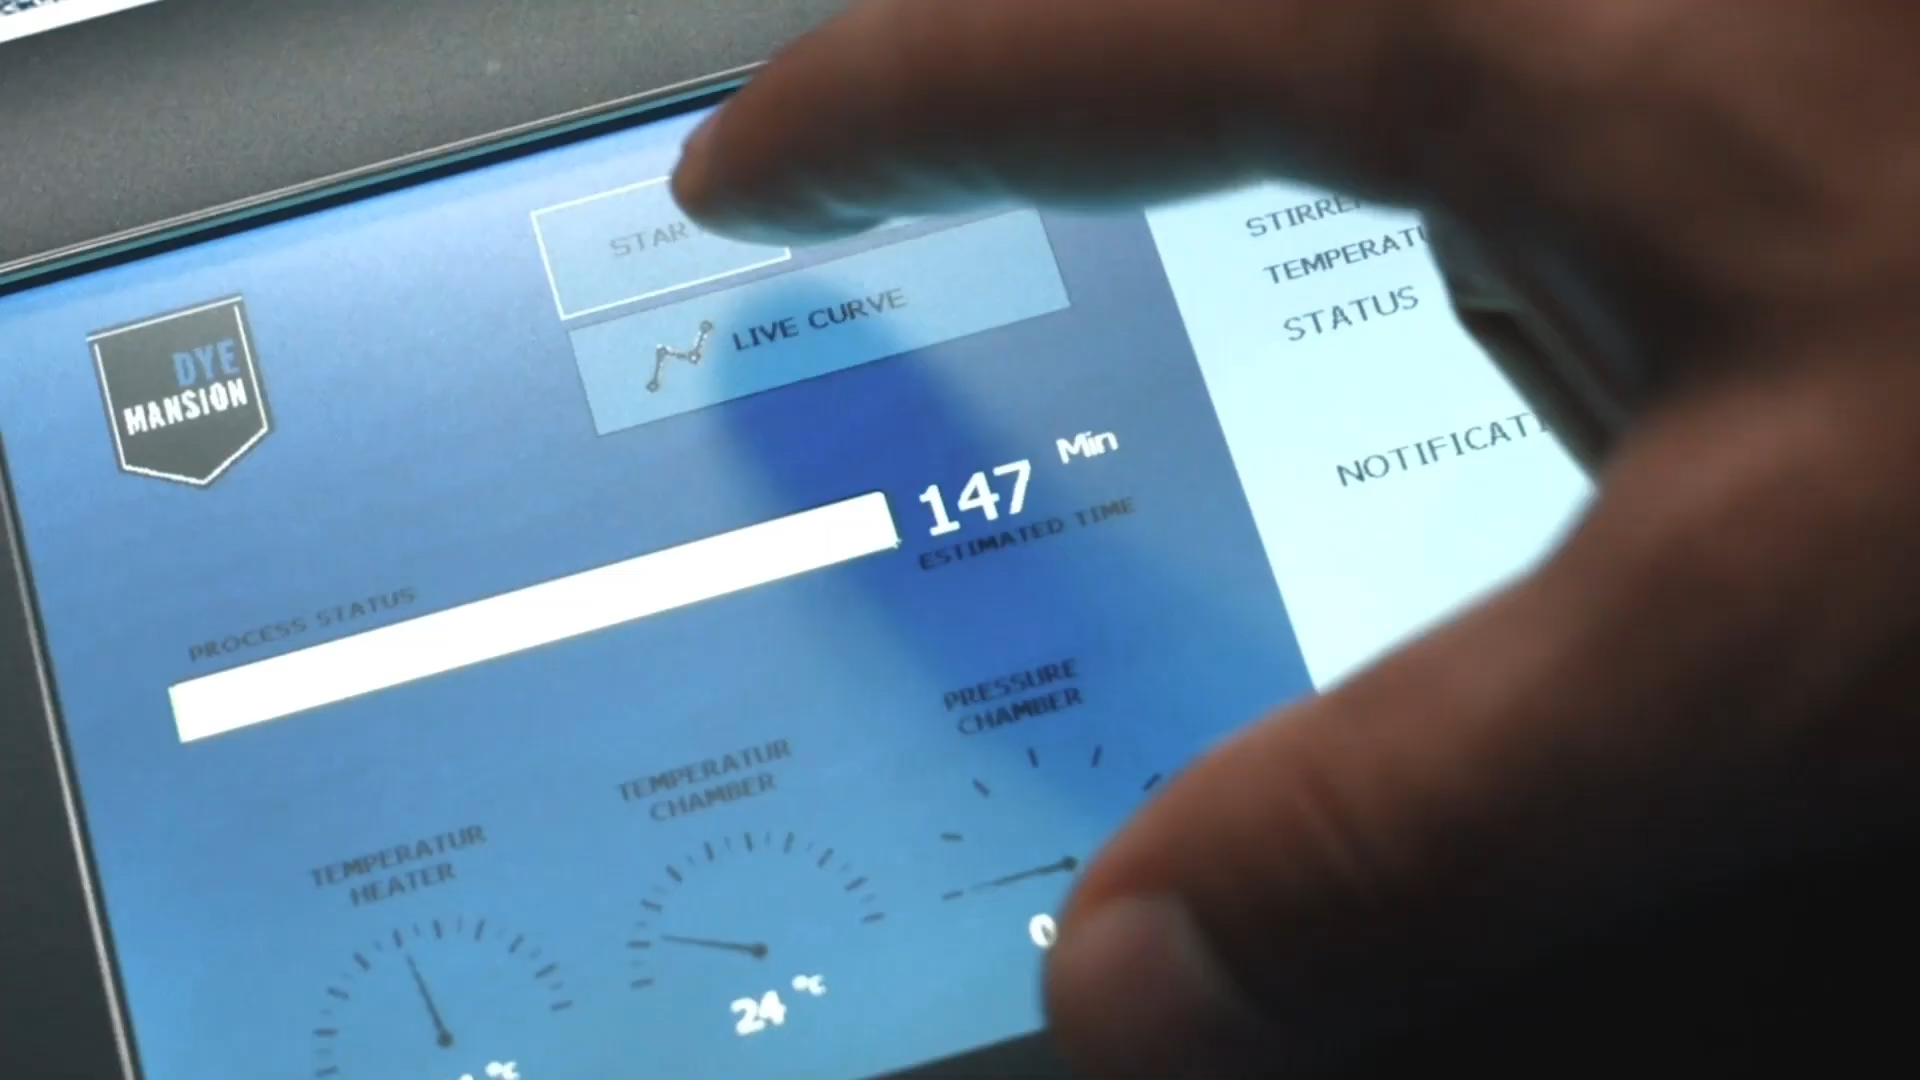 LIVE CURVE
DYE
MANSION
147 Min
ESTIMATED TIME
PROCESS STATUS
TEMPERATUR
HEATER
°C
TEMPERATUR
CHAMBER
24 °C
PRESSURE
CHAMBER
STATUS